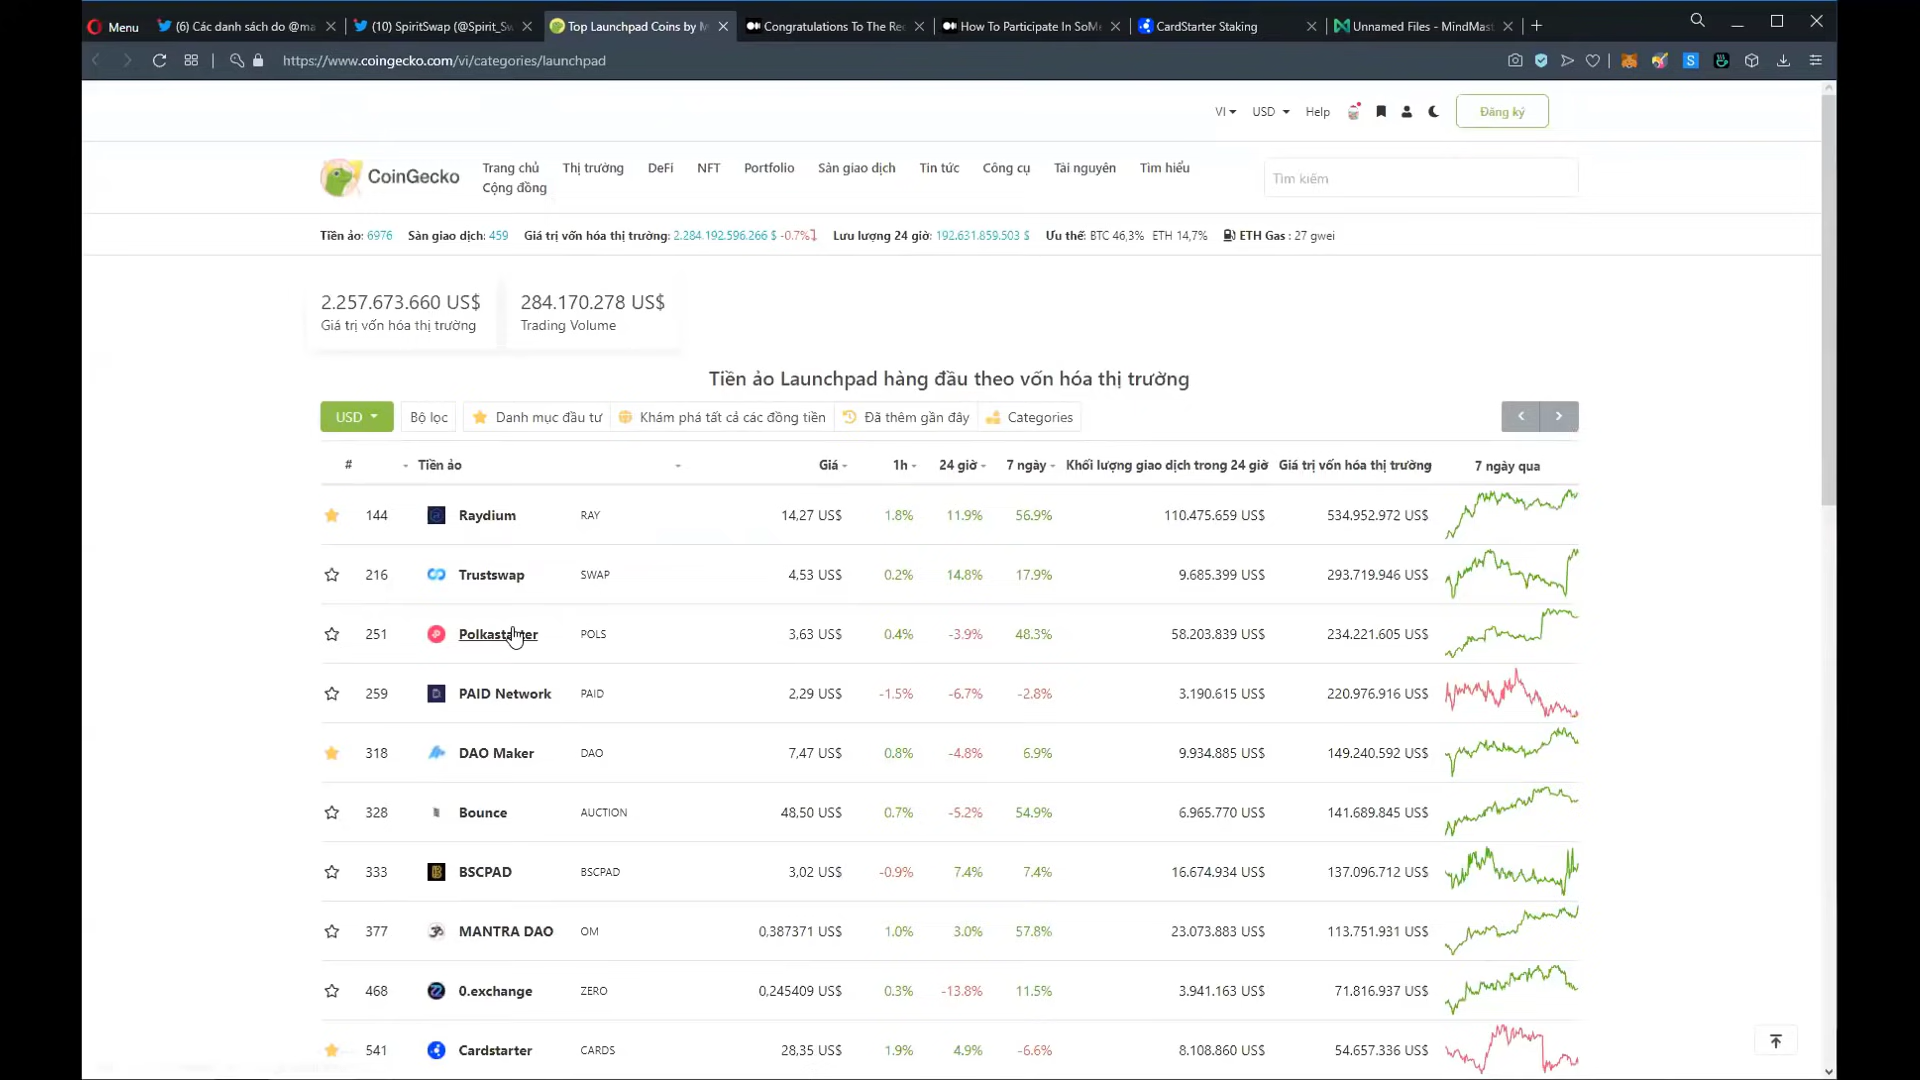 Menu (6) Các danh sách do @ma (10) SpiritSwap (@Spirit_Sw Top Launchpad Coins by M Congratulations To The Rec How To Participate In SoMe CardStarter Staking Unnamed Files - MindMast
https://www.coingecko.com/vi/categories/launchpad
VI USD Help Đăng ký
CoinGecko Trang chủ Thị trường DeFi NFT Portfolio Sàn giao dịch Tin tức Công cụ Tài nguyên Tìm hiểu Tìm kiếm
Cộng đồng
Tiền ảo: 6976 Sàn giao dịch: 459 Giá trị vốn hóa thị trường: 2.284.192.596.266 $ -0.7% Lưu lượng 24 giờ: 192.631.859.503 $ Ưu thế: BTC 46,3% ETH 14,7% ETH Gas : 27 gwei
2.257.673.660 US$ 284.170.278 US$
Giá trị vốn hóa thị trường Trading Volume
Tiền ảo Launchpad hàng đầu theo vốn hóa thị trường
USD Bộ lọc Danh mục đầu tư Khám phá tất cả các đồng tiền Đã thêm gần đây Categories
# Tiền ảo Giá 1h 24 giờ 7 ngày Khối lượng giao dịch trong 24 giờ Giá trị vốn hóa thị trường 7 ngày qua
144 Raydium RAY 14,27 US$ 1.8% 11.9% 56.9% 110.475.659 US$ 534.952.972 US$
216 Trustswap SWAP 4,53 US$ 0.2% 14.8% 17.9% 9.685.399 US$ 293.719.946 US$
251 Polkastarter POLS 3,63 US$ 0.4% -3.9% 48.3% 58.203.839 US$ 234.221.605 US$
259 PAID Network PAID 2,29 US$ -1.5% -6.7% -2.8% 3.190.615 US$ 220.976.916 US$
318 DAO Maker DAO 7,47 US$ 0.8% -4.8% 6.9% 9.934.885 US$ 149.240.592 US$
328 Bounce AUCTION 48,50 US$ 0.7% -5.2% 54.9% 6.965.770 US$ 141.689.845 US$
333 BSCPAD BSCPAD 3,02 US$ -0.9% 7.4% 7.4% 16.674.934 US$ 137.096.712 US$
377 MANTRA DAO OM 0,387371 US$ 1.0% 3.0% 57.8% 23.073.883 US$ 113.751.931 US$
468 0.exchange ZERO 0,245409 US$ 0.3% -13.8% 11.5% 3.941.163 US$ 71.816.937 US$
541 Cardstarter CARDS 28,35 US$ 1.9% 4.9% -6.6% 8.108.860 US$ 54.657.336 US$